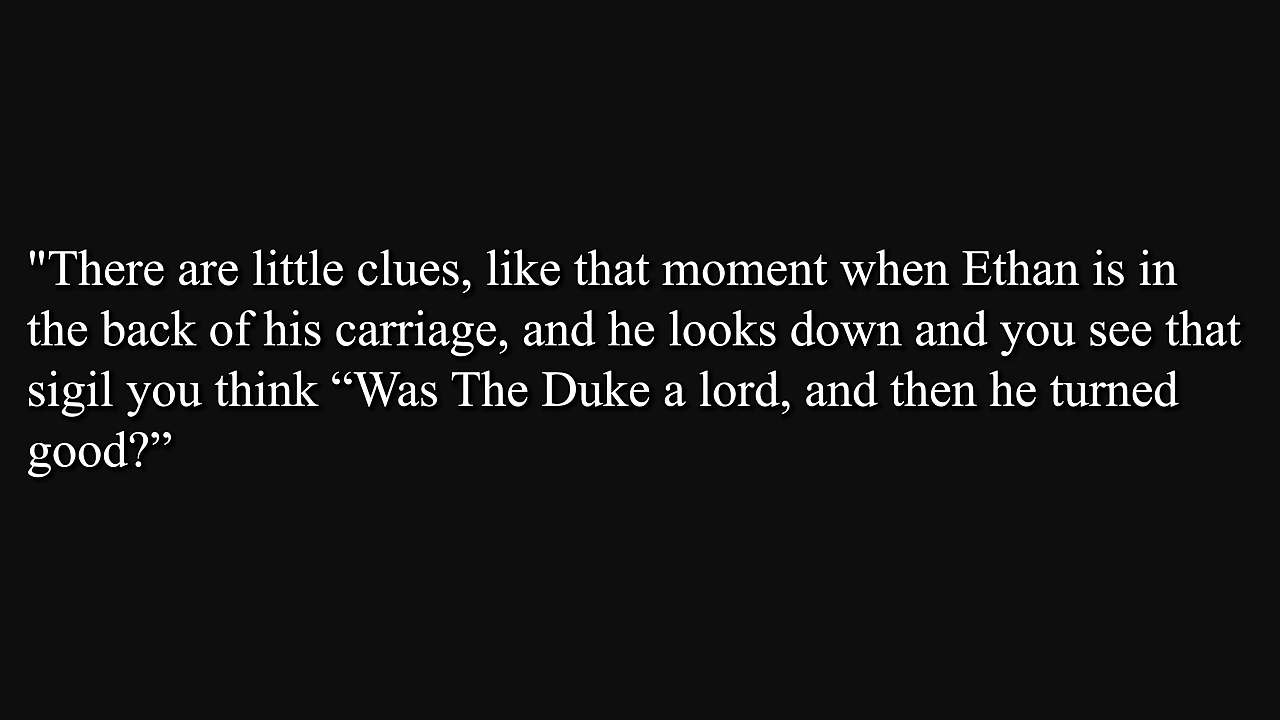 "There are little clues, like that moment when Ethan is in
the back of his carriage, and he looks down and you see that
sigil you think “Was The Duke a lord, and then he turned
good?”